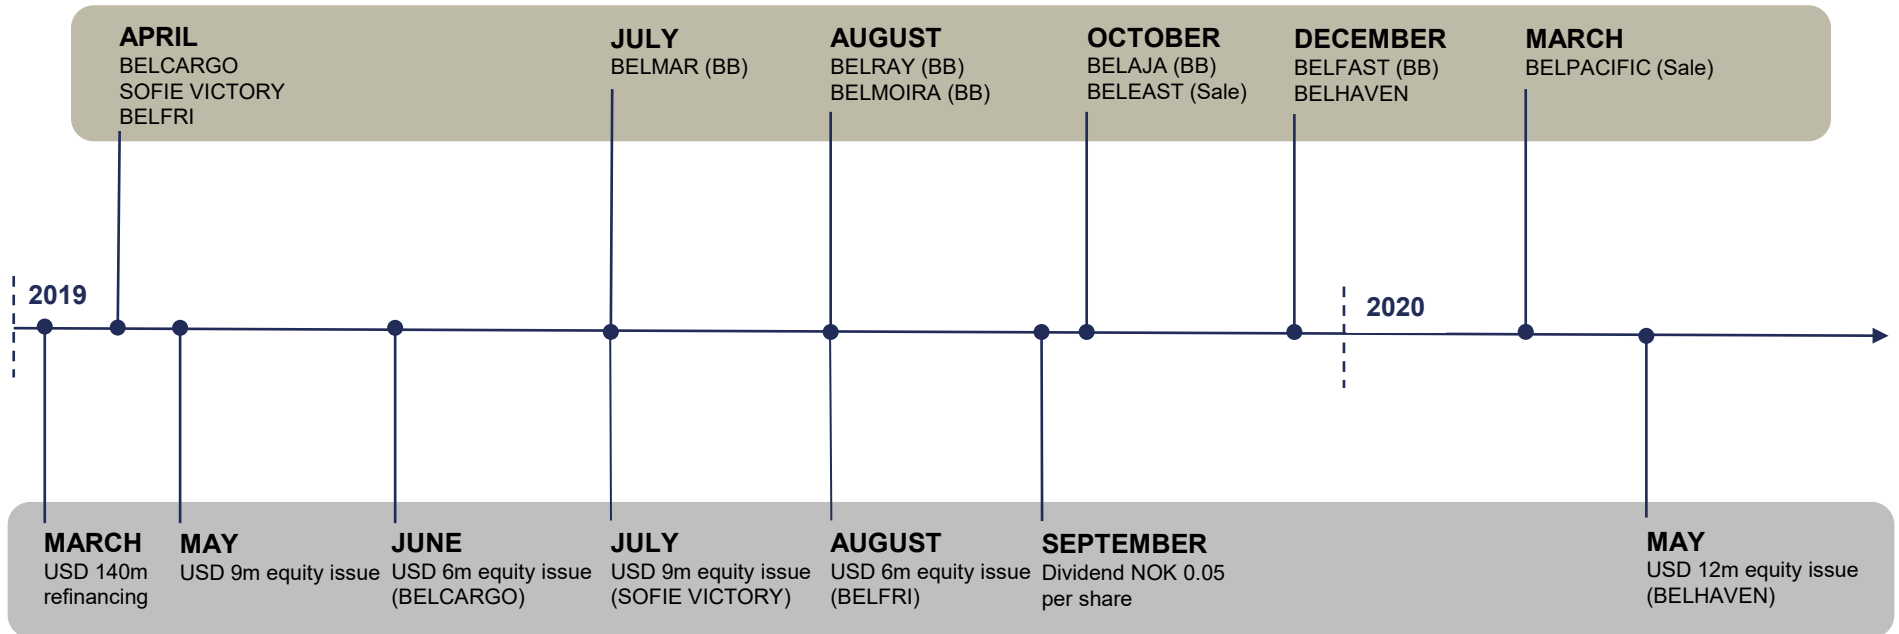 APRIL
BELCARGO
SOFIE VICTORY
BELFRI
JULY
BELMAR (BB)
AUGUST
BELRAY (BB)
BELMOIRA (BB)
OCTOBER
BELAJA (BB)
BELEAST (Sale)
DECEMBER
BELFAST (BB)
BELHAVEN
MARCH
BELPACIFIC (Sale)
2019
2020
MARCH
USD 140m
refinancing
MAY
USD 9m equity issue
JUNE
USD 6m equity issue
(BELCARGO)
JULY
USD 9m equity issue
(SOFIE VICTORY)
AUGUST
USD 6m equity issue
(BELFRI)
SEPTEMBER
Dividend NOK 0.05
per share
MAY
USD 12m equity issue
(BELHAVEN)